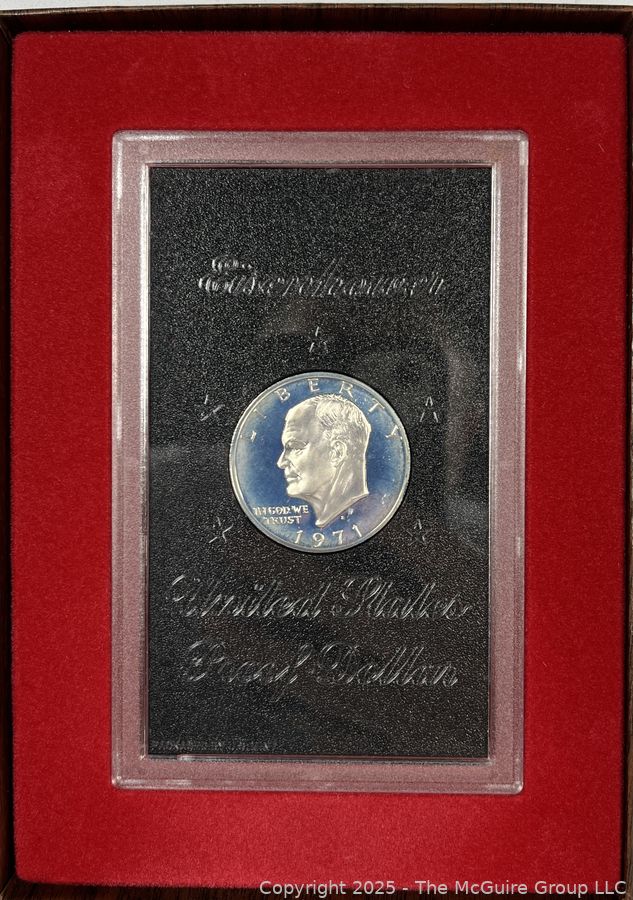 Eisenhower
LIBERTY
IN GOD WE
TRUST
1971
United States
Proof Dollar
Copyright 2025 - The McGuire Group LLC